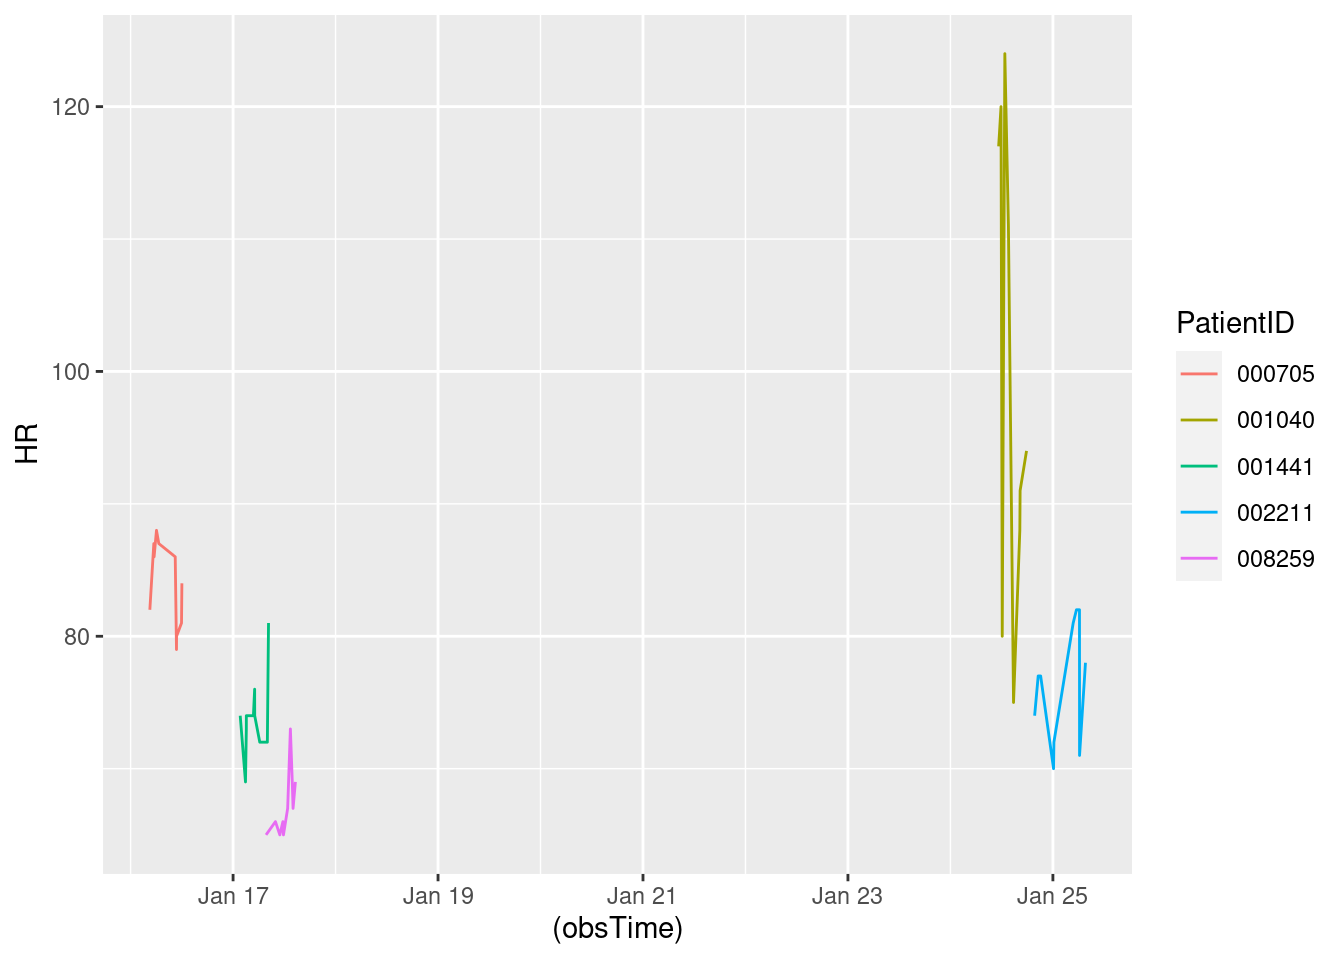 120
100
80
HR
Jan 17
Jan 19
Jan 21
Jan 23
Jan 25
(obsTime)
PatientID
000705
001040
001441
002211
008259